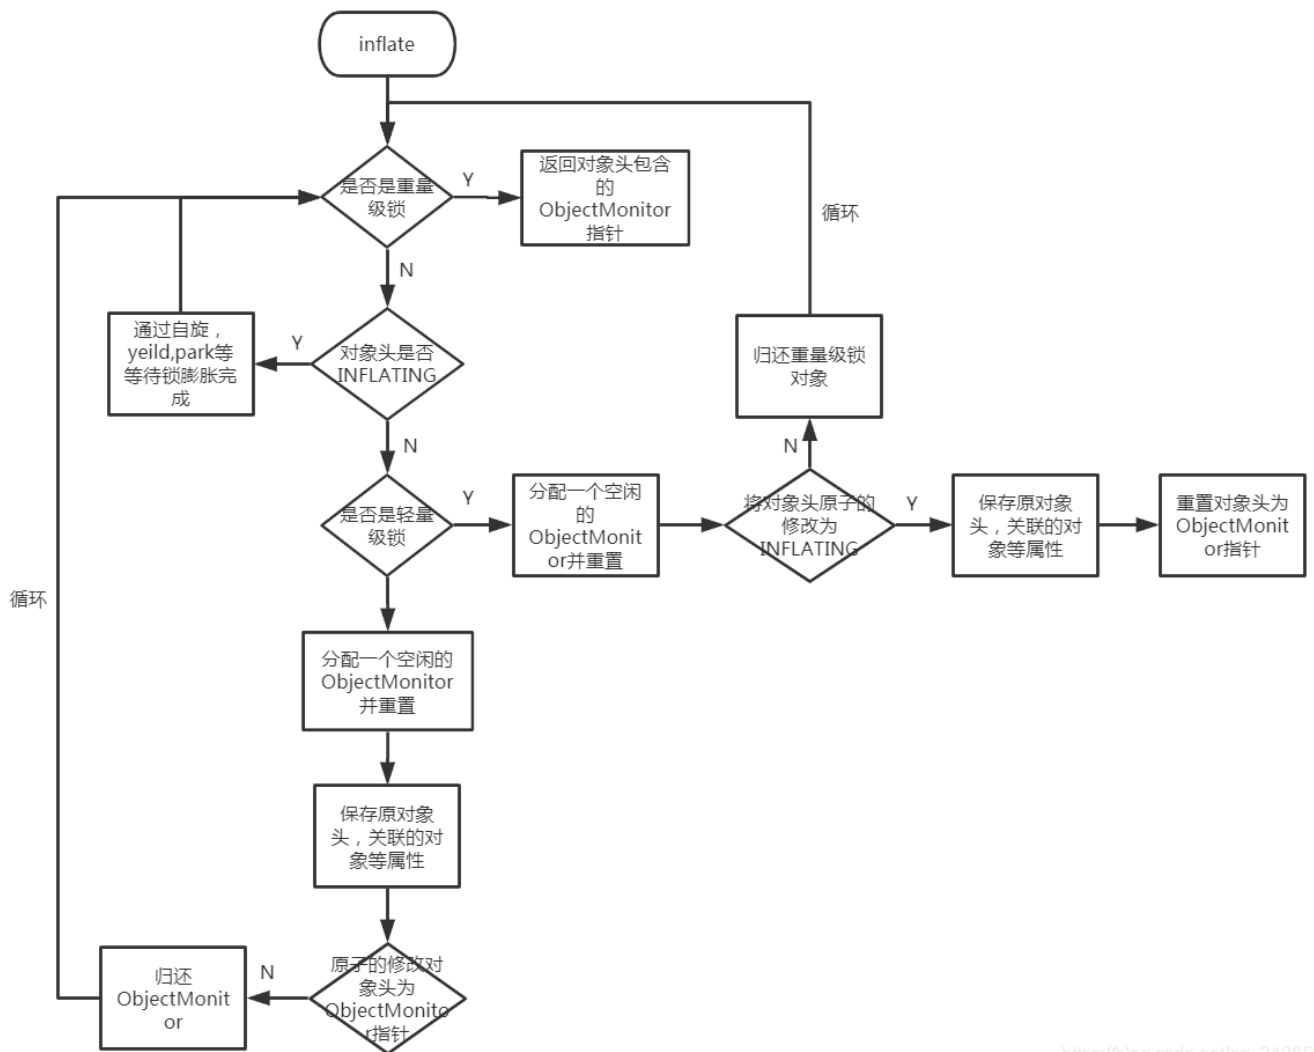 inflate
是否是重量
级锁
Y
返回对象头包含
的
ObjectMonitor
指针
循环
N
通过自旋，
yeild,park等
等待锁膨胀完
成
Y
对象头是否
INFLATING
归还重量级锁
对象
N
N
是否是轻量
级锁
Y
分配一个空闲
的
ObjectMonit
or并重置
将对象头原子的
修改为
INFLATING
Y
保存原对象
头，关联的对
象等属性
重置对象头为
ObjectMonit
or指针
循环
分配一个空闲的
ObjectMonitor
并重置
保存原对象
头，关联的对
象等属性
归还
ObjectMonit
or
N
原子的修改对
象头为
ObjectMonito
r指针